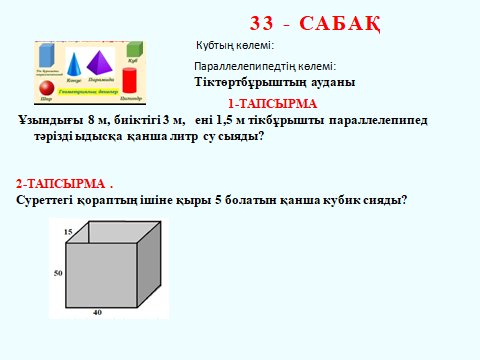 33 - САБАҚ
Кубтың көлемі:
Параллелепипедтің көлемі:
Тіктөртбұрыштың ауданы
Куб
Конус
Пирамида
Шар
Геометриялық денелер
Цилиндр
1-ТАПСЫРМА
Ұзындығы 8 м, биіктігі 3 м, ені 1,5 м тікбұрышты параллелепипед
тәрізді ыдысқа қанша литр су сыяды?
2-ТАПСЫРМА .
Суреттегі қораптың ішіне қыры 5 болатын қанша кубик сияды?
15
50
40